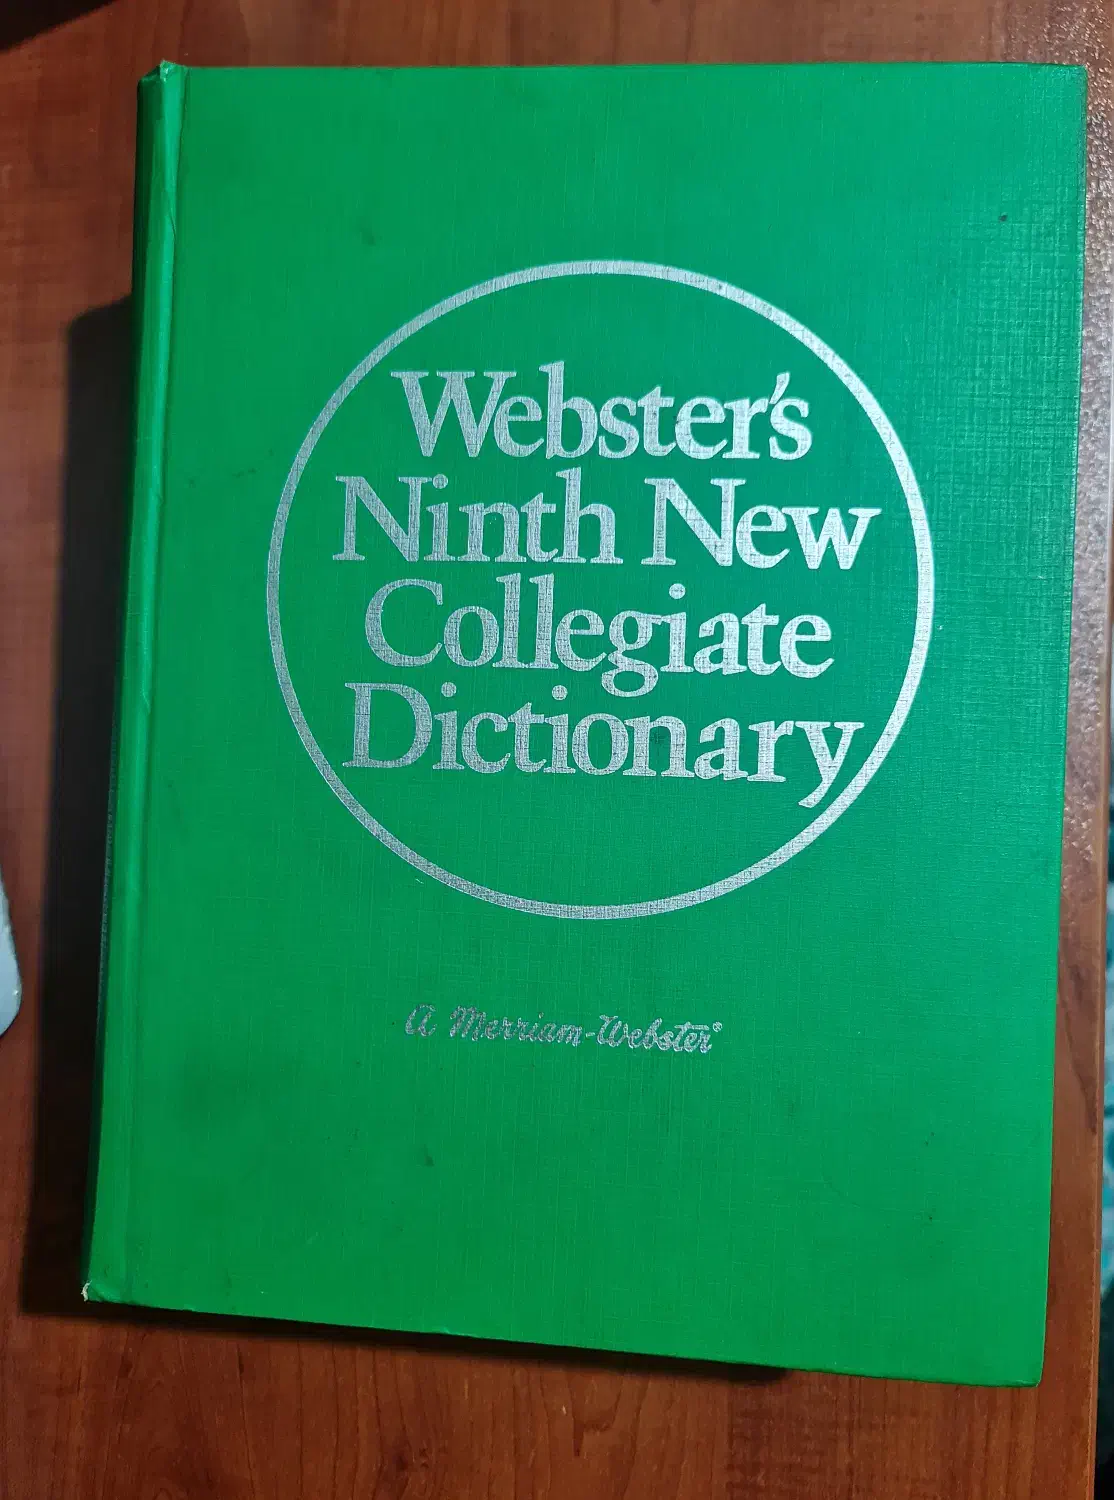 Webster's
Ninth New
Collegiate
Dictionary
A Merriam-Webster®